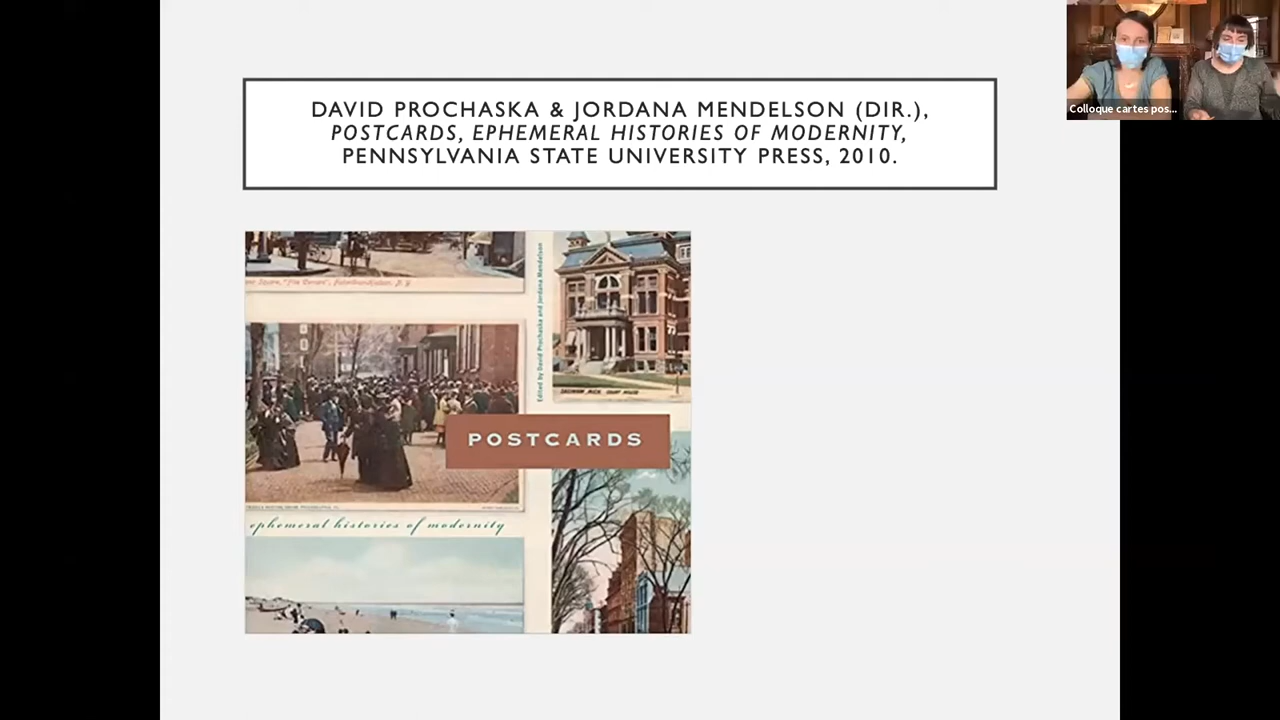 DAVID PROCHASKA & JORDANA MENDELSON (DIR.),
POSTCARDS, EPHEMERAL HISTORIES OF MODERNITY,
PENNSYLVANIA STATE UNIVERSITY PRESS, 2010.
Colloque cartes pos...
Edited by David Prochaska and Jordana Mendelson
POSTCARDS
ephemeral histories of modernity